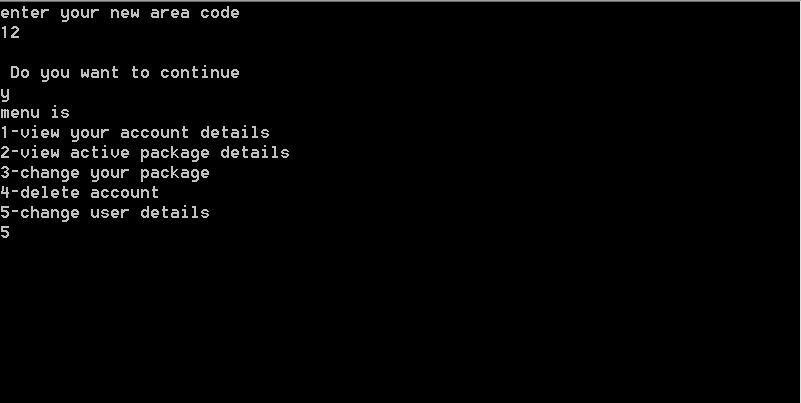 enter your new area code
12
Do you want to continue
y
menu is
1-view your account details
2-view active package details
3-change your package
4-delete account
5-change user details
5